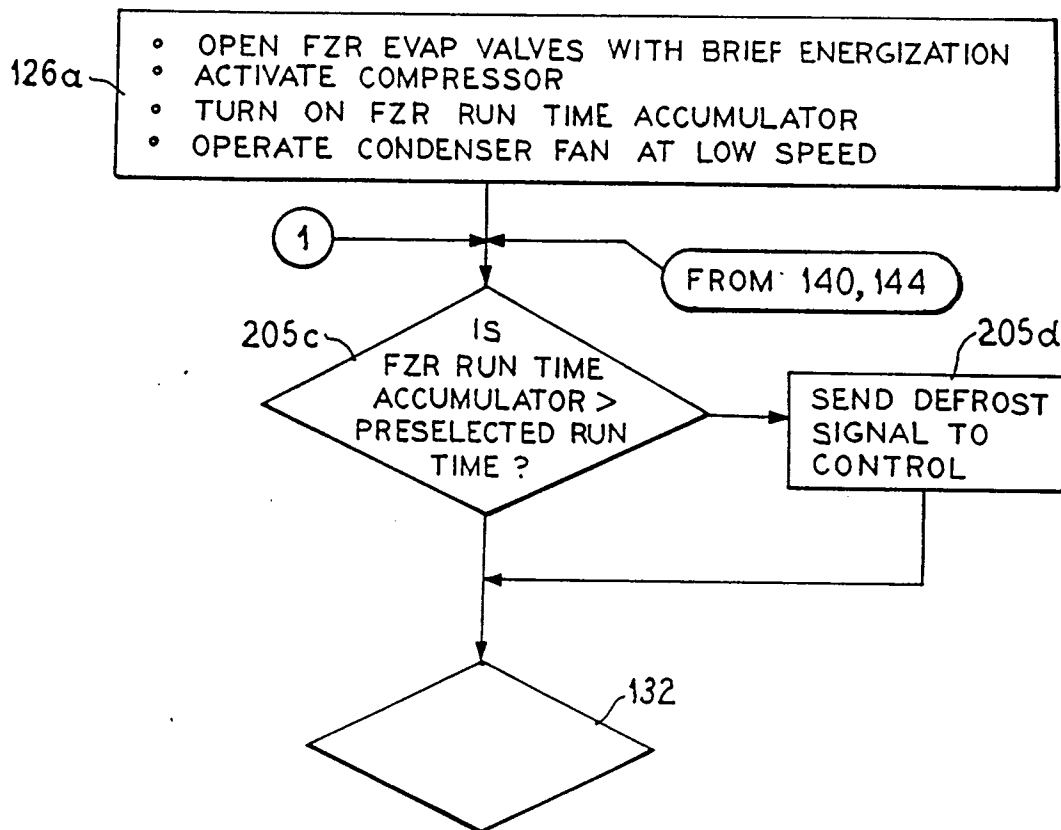 126a
° OPEN FZR EVAP VALVES WITH BRIEF ENERGIZATION
° ACTIVATE COMPRESSOR
° TURN ON FZR RUN TIME ACCUMULATOR
° OPERATE CONDENSER FAN AT LOW SPEED
1
FROM 140, 144
205c
IS
FZR RUN TIME
ACCUMULATOR >
PRESELECTED RUN
TIME ?
205d
SEND DEFROST
SIGNAL TO
CONTROL
132